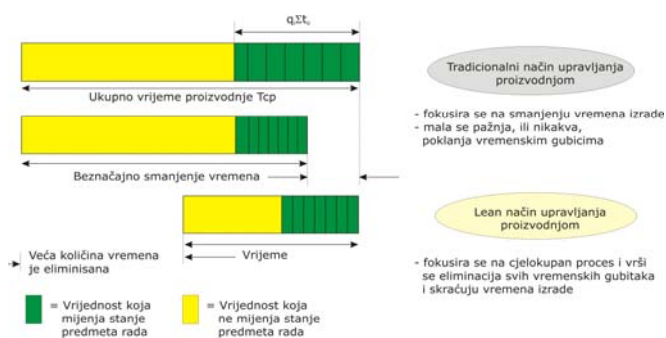 qᵢΣtᵢᵢ
Ukupno vrijeme proizvodnje Tcp
Beznačajno smanjenje vremena
Veća količina vremena
je eliminisana
Vrijeme
= Vrijednost koja
mijenja stanje
predmeta rada
= Vrijednost koja
ne mijenja stanje
predmeta rada
Tradicionalni način upravljanja
proizvodnjom
- fokusira se na smanjenju vremena izrade
- mala se pažnja, ili nikakva,
poklanja vremenskim gubicima
Lean način upravljanja
proizvodnjom
- fokusira se na cjelokupan proces i vrši
se eliminacija svih vremenskih gubitaka
i skraćuju vremena izrade